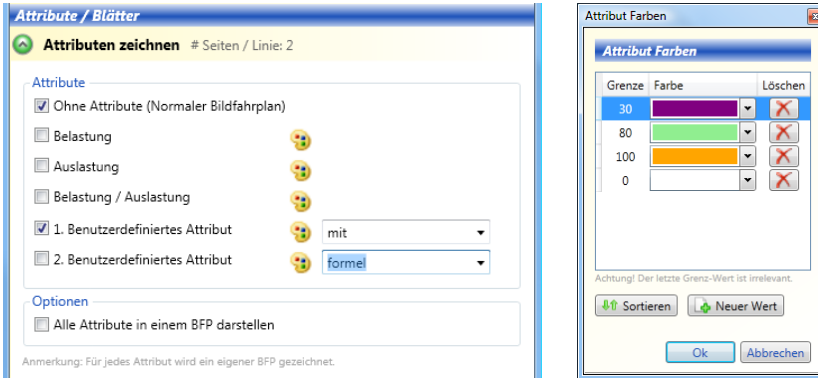 Attribute / Blätter
Attributen zeichnen # Seiten / Linie: 2
Attribute
Ohne Attribute (Normaler Bildfahrplan)
Belastung
Auslastung
Belastung / Auslastung
1. Benutzerdefiniertes Attribut mit
2. Benutzerdefiniertes Attribut formel
Optionen
Alle Attribute in einem BFP darstellen
Anmerkung: Für jedes Attribut wird ein eigener BFP gezeichnet.
Attribut Farben
Attribut Farben
Grenze Farbe Löschen
30
80
100
0
Achtung! Der letzte Grenz-Wert ist irrelevant.
Sortieren Neuer Wert
Ok Abbrechen